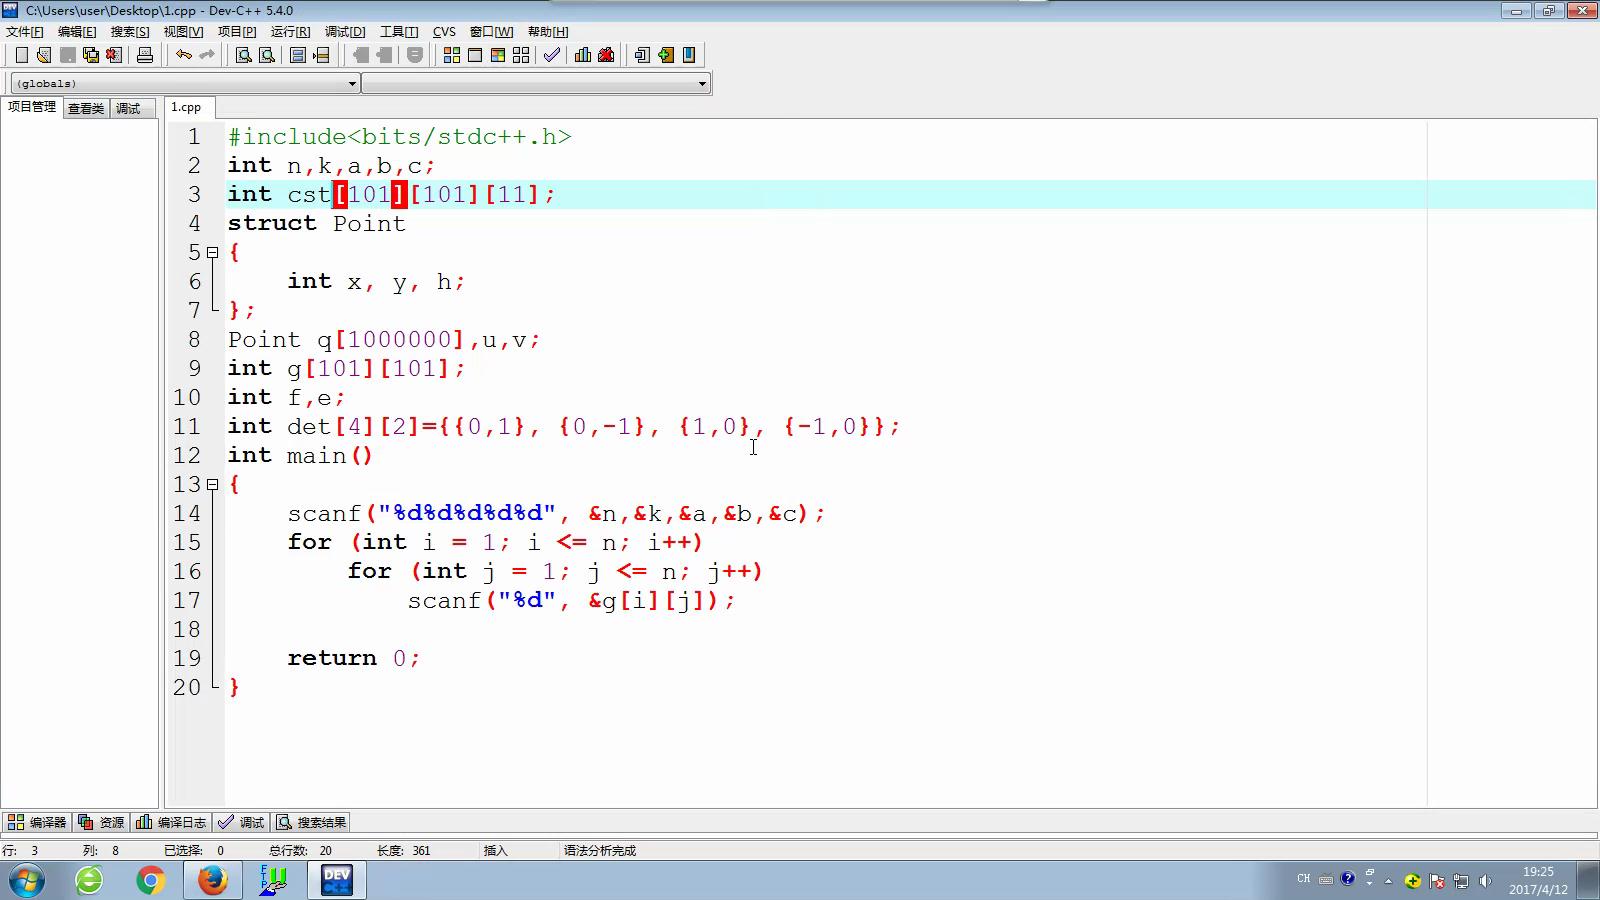 C:\Users\user\Desktop\1.cpp - Dev-C++ 5.4.0
文件[F] 编辑[E] 搜索[S] 视图[V] 项目[P] 运行[R] 调试[D] 工具[T] CVS 窗口[W] 帮助[H]
(globals)
项目管理 查看类 调试 1.cpp
1 #include<bits/stdc++.h>
2 int n,k,a,b,c;
3 int cst[101][101][11];
4 struct Point
5 {
6 int x, y, h;
7 };
8 Point q[1000000],u,v;
9 int g[101][101];
10 int f,e;
11 int det[4][2]={{0,1}, {0,-1}, {1,0}, {-1,0}};
12 int main()
13 {
14 scanf("%d%d%d%d%d", &n,&k,&a,&b,&c);
15 for (int i = 1; i <= n; i++)
16 for (int j = 1; j <= n; j++)
17 scanf("%d", &g[i][j]);
18
19 return 0;
20 }
编译器 资源 编译日志 调试 搜索结果
行: 3 列: 8 已选择: 0 总行数: 20 长度: 361 插入 语法分析完成
FTP
DEV C++
CH
19:25
2017/4/12